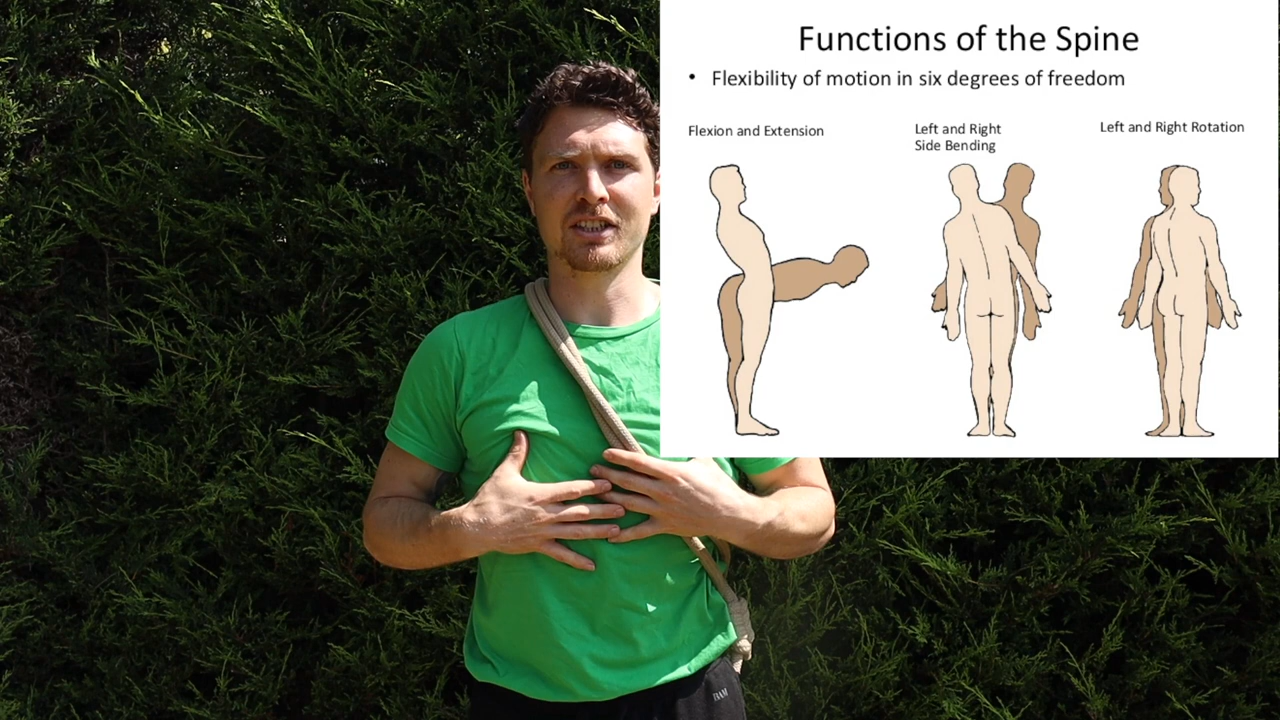 Functions of the Spine
• Flexibility of motion in six degrees of freedom
Flexion and Extension
Left and Right
Side Bending
Left and Right Rotation